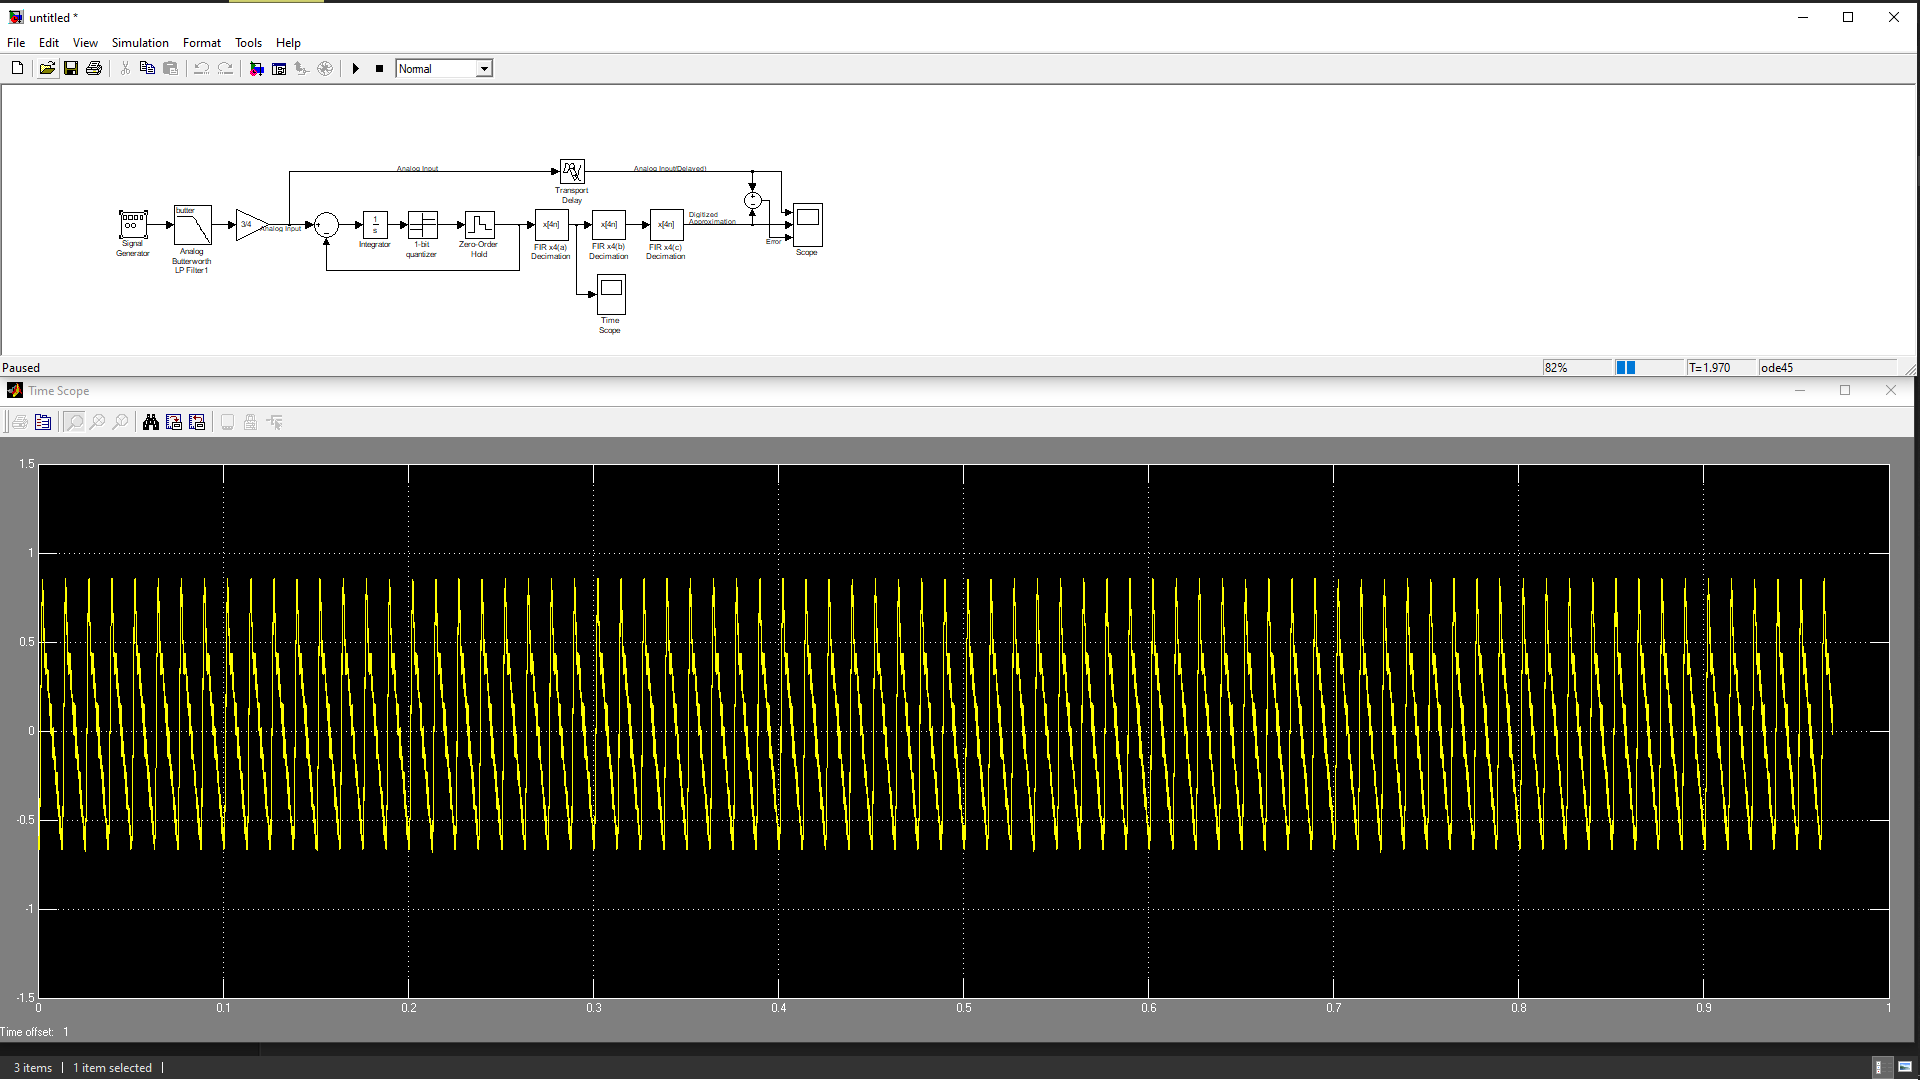 untitled *
File Edit View Simulation Format Tools Help
Normal
Analog Input
Analog Input(Delayed)
Transport
Delay
Signal
Generator
butter
Analog
Butterworth
LP Filter1
3/4
Analog Input
1
s
Integrator
1-bit
quantizer
Zero-Order
Hold
x[4n]
FIR x4(a)
Decimation
x[4n]
FIR x4(b)
Decimation
x[4n]
FIR x4(c)
Decimation
Digitized
Approximation
Error
Scope
Time
Scope
Paused
82%
T=1.970
ode45
Time Scope
1.5
1
0.5
0
-0.5
-1
-1.5
0 0.1 0.2 0.3 0.4 0.5 0.6 0.7 0.8 0.9 1
Time offset: 1
3 items
1 item selected